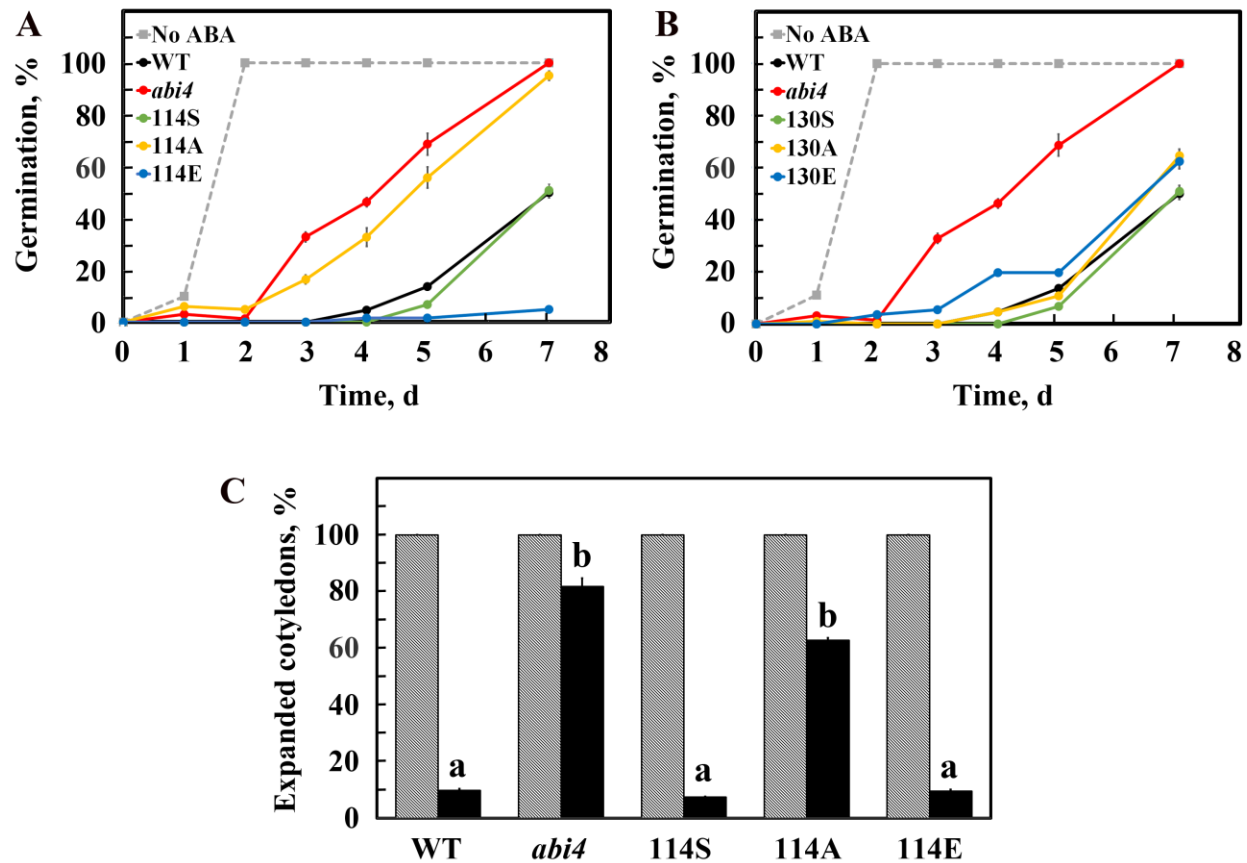 A
No ABA
WT
abi4
114S
114A
114E
Germination, %
100
80
60
40
20
0
0 1 2 3 4 5 6 7 8
Time, d
B
No ABA
WT
abi4
130S
130A
130E
Germination, %
100
80
60
40
20
0
0 1 2 3 4 5 6 7 8
Time, d
C
Expanded cotyledons, %
100
80
60
40
20
0
a
b
a
b
a
WT abi4 114S 114A 114E